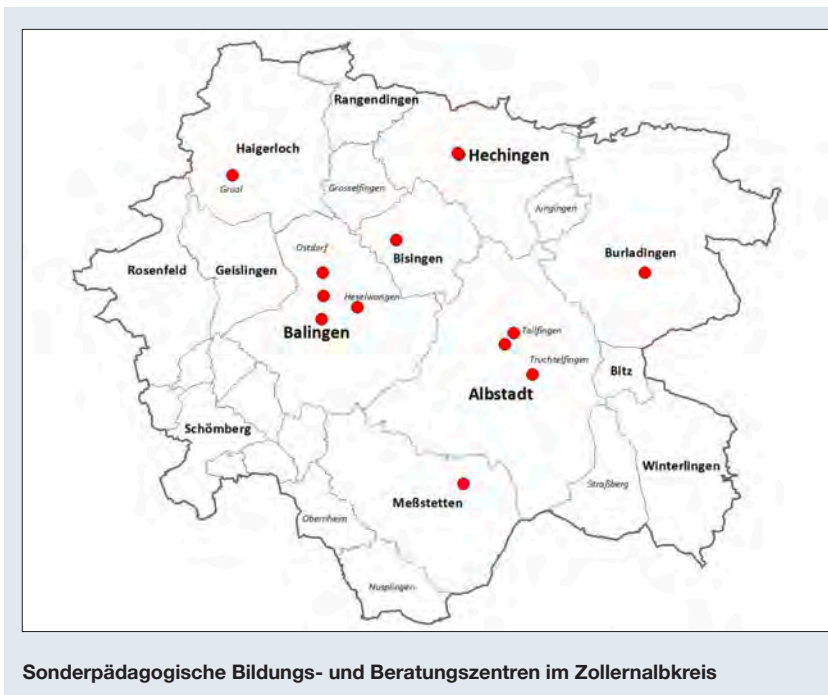 Rangendingen
Haigerloch
Hechingen
Grual
Grosselfingen
Jungingen
Ostdorf
Bisingen
Burladingen
Rosenfeld
Geislingen
Heselwangen
Balingen
Tailfingen
Truchtelfingen
Bitz
Albstadt
Schömberg
Winterlingen
Straßberg
Meßstetten
Obernheim
Nusplingen
Sonderpädagogische Bildungs- und Beratungszentren im Zollernalbkreis